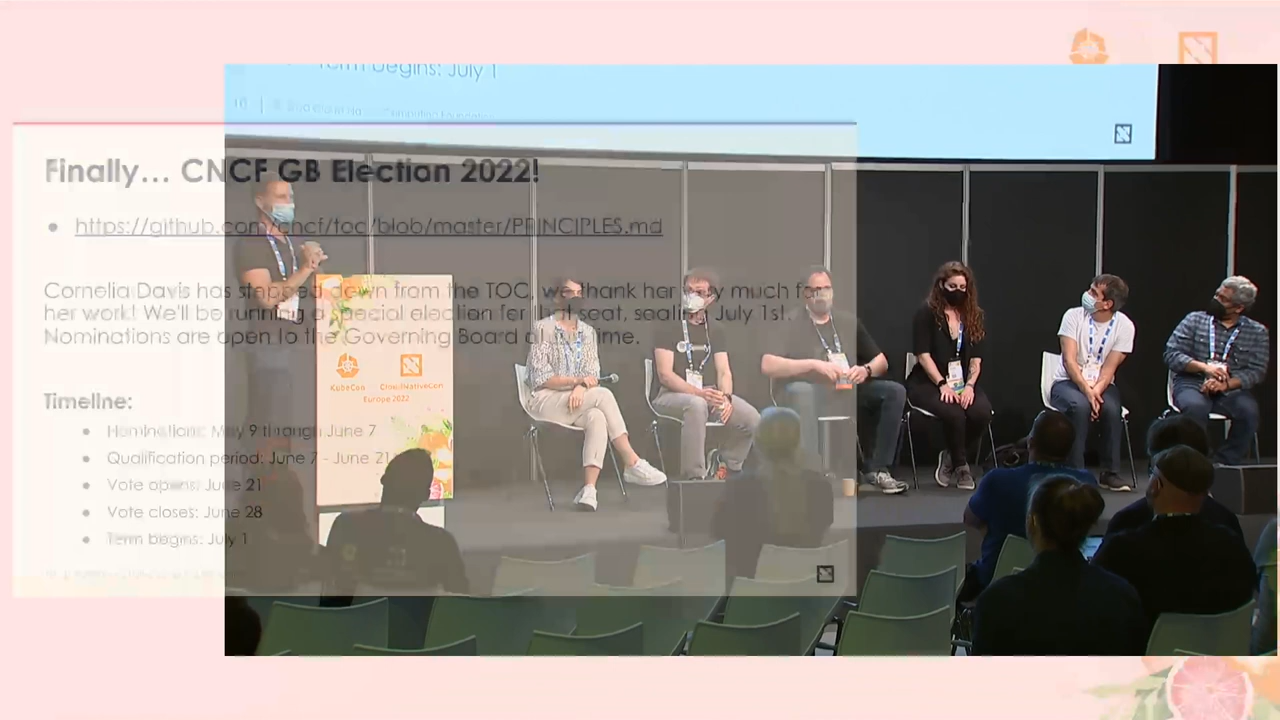 Term begins: July 1
Finally... CNCF GB Election 2022!
• https://github.com/cncf/toc/blob/master/PRINCIPLES.md
Cornelia Davis has stepped down from the TOC, we thank her very much for
her work! We'll be running a special election for that seat, seating July 1st.
Nominations are open to the Governing Board at this time.
KubeCon CloudNativeCon
Europe 2022
Timeline:
• Nominations: May 9 through June 7
• Qualification period: June 7 - June 21
• Vote opens: June 21
• Vote closes: June 28
• Term begins: July 1